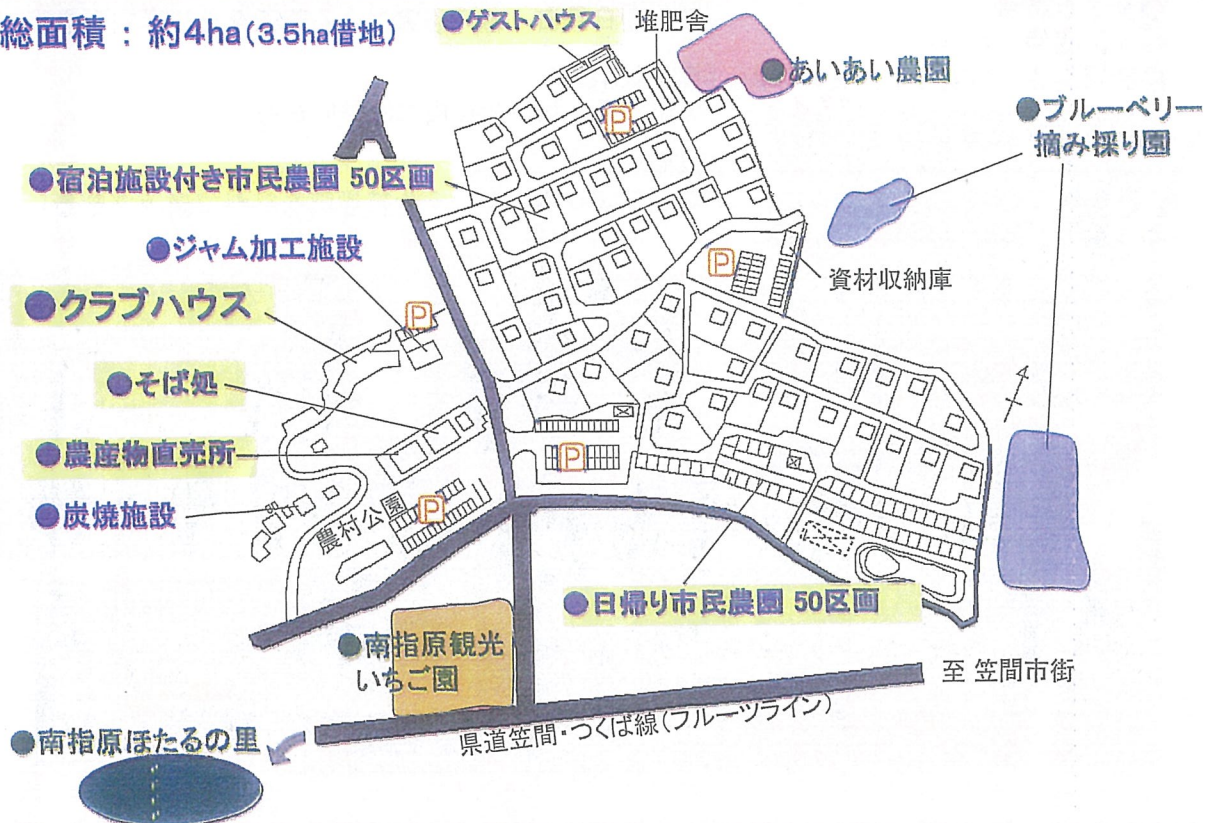 総面積 : 約4ha(3.5ha借地)
●ゲストハウス
堆肥舎
●あいあい農園
●ブルーベリー
摘み採り園
●宿泊施設付き市民農園 50区画
P
●ジャム加工施設
P
資材収納庫
●クラブハウス
P
●そば処
●農産物直売所
P
●炭焼施設
農村公園
P
●日帰り市民農園 50区画
●南指原観光
いちご園
至 笠間市街
県道笠間・つくば線(フルーツライン)
●南指原ほたるの里